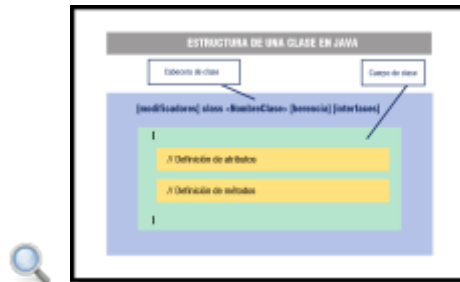 ESTRUCTURA DE UNA CLASE EN JAVA
Cabecera de clase
Cuerpo de clase
[modificadores] class <NombreClase> [herencia] [interfaces]
{
// Definición de atributos
// Definición de métodos
}